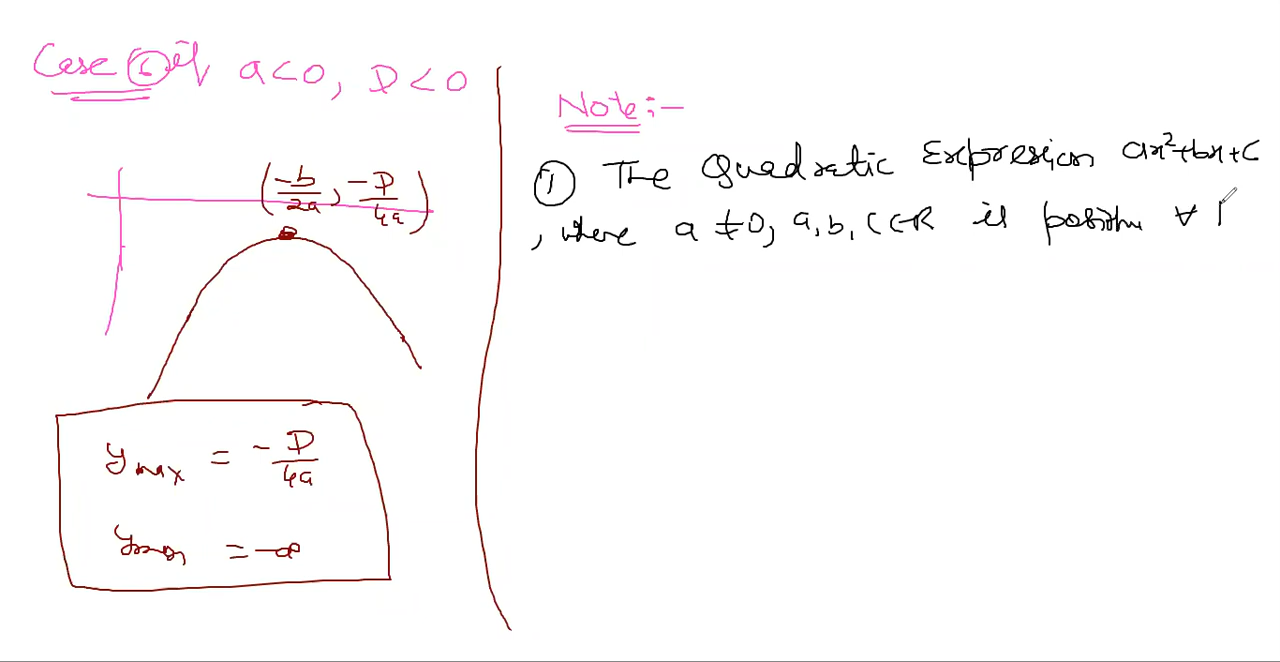 Case ⑥ if a<0, D<0
(-b/2a, -D/4a)
y max = -D/4a
y min = -∞
Note:-
① The quadratic Expression ax²+bx+c
, where a ≠0, a,b,c∈R is positive ∀